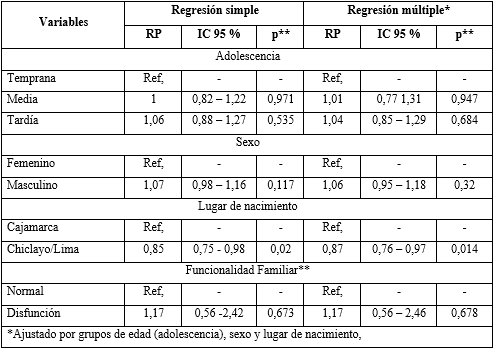 Variables Regresión simple Regresión múltiple*
RP IC 95 % p** RP IC 95 % p**
Adolescencia
Temprana Ref, - - Ref, - -
Media 1 0,82 – 1,22 0,971 1,01 0,77 1,31 0,947
Tardía 1,06 0,88 – 1,27 0,535 1,04 0,85 – 1,29 0,684
Sexo
Femenino Ref, - - Ref, - -
Masculino 1,07 0,98 – 1,16 0,117 1,06 0,95 – 1,18 0,32
Lugar de nacimiento
Cajamarca Ref, - - Ref, - -
Chiclayo/Lima 0,85 0,75 - 0,98 0,02 0,87 0,76 – 0,97 0,014
Funcionalidad Familiar**
Normal Ref, - - Ref, - -
Disfunción 1,17 0,56 -2,42 0,673 1,17 0,56 – 2,46 0,678
*Ajustado por grupos de edad (adolescencia), sexo y lugar de nacimiento,